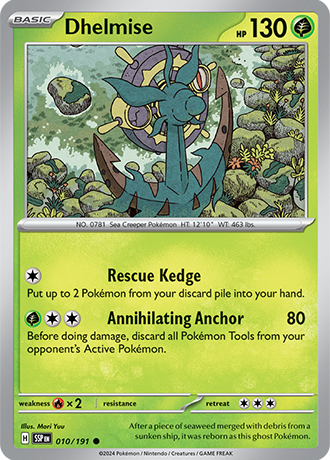 BASIC
Dhelmise
HP 130
NO. 0781 Sea Creeper Pokémon HT: 12'10" WT: 463 lbs.
Rescue Kedge
Put up to 2 Pokémon from your discard pile into your hand.
Annihilating Anchor 80
Before doing damage, discard all Pokémon Tools from your
opponent's Active Pokémon.
weakness ×2 resistance retreat
Illus. Mori Yuu
H SSP EN 010/191
After a piece of seaweed merged with debris from a
sunken ship, it was reborn as this ghost Pokémon.
©2024 Pokémon / Nintendo / Creatures / GAME FREAK